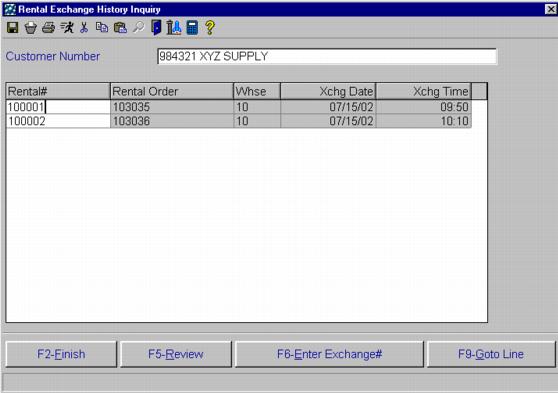 Rental Exchange History Inquiry
Customer Number 984321 XYZ SUPPLY
Rental# Rental Order Whse Xchg Date Xchg Time
100001 103035 10 07/15/02 09:50
100002 103036 10 07/15/02 10:10
F2-Finish F5-Review F6-Enter Exchange# F9-Goto Line